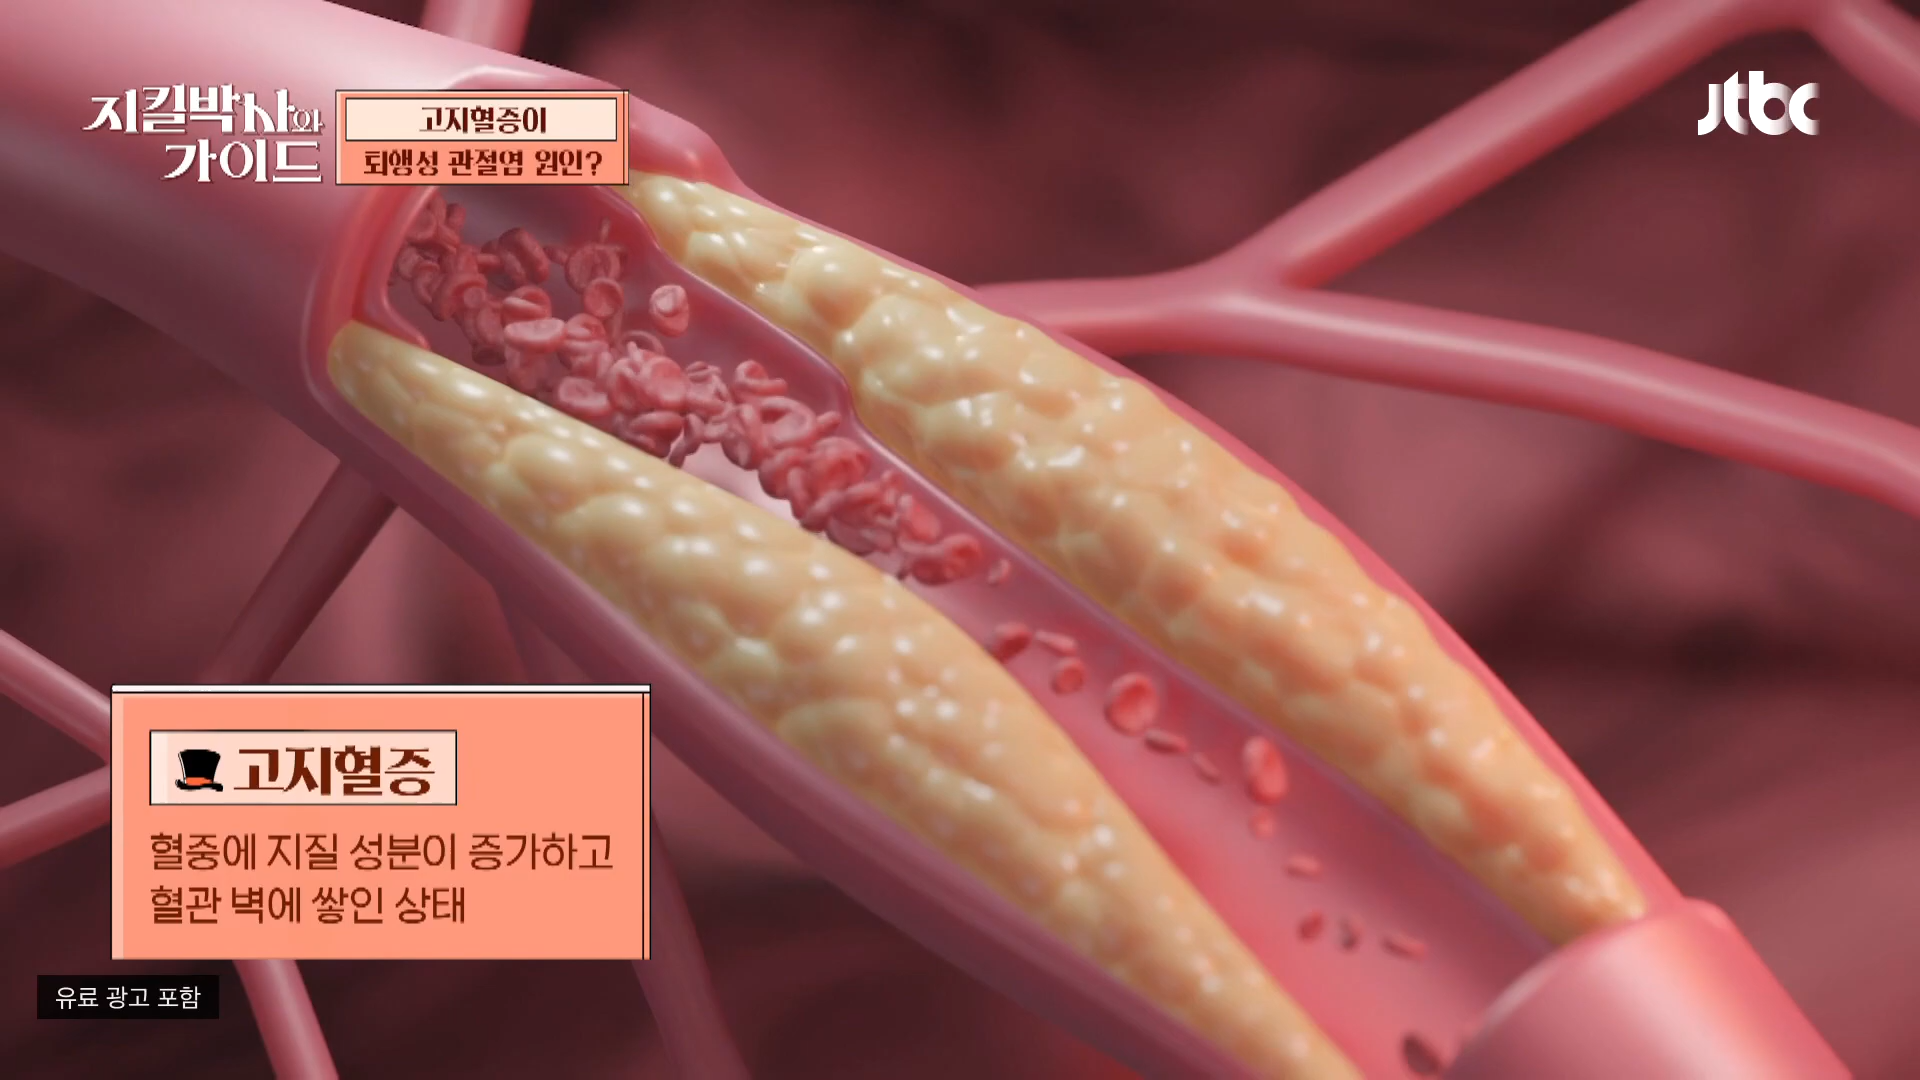 지킬박사와
가이드
고지혈증이
퇴행성 관절염 원인?
jtbc
고지혈증
혈중에 지질 성분이 증가하고
혈관 벽에 쌓인 상태
유료 광고 포함